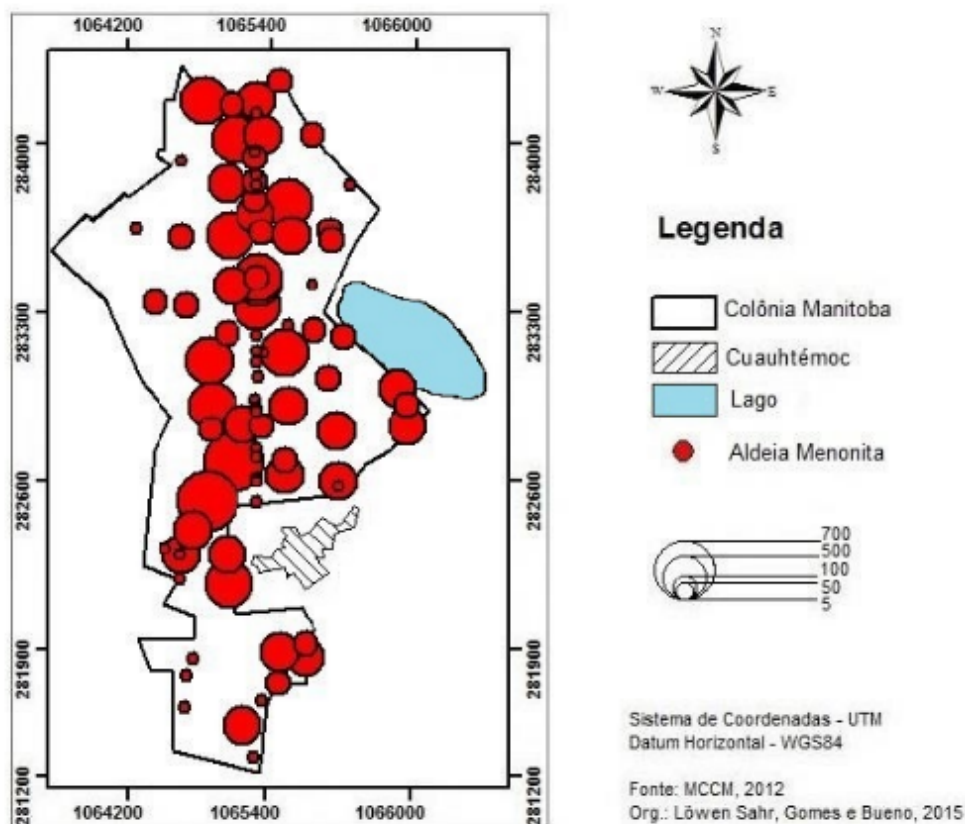 1064200 1065400 1066000
284000 284000
283300 283300
282600 282600
281900 281900
281200 281200
1064200 1065400 1066000
N
W E
S
Legenda
Colônia Manitoba
Cuauhtémoc
Lago
Aldeia Menonita
700
500
100
50
5
Sistema de Coordenadas - UTM
Datum Horizontal - WGS84
Fonte: MCCM, 2012
Org.: Löwen Sahr, Gomes e Bueno, 2015